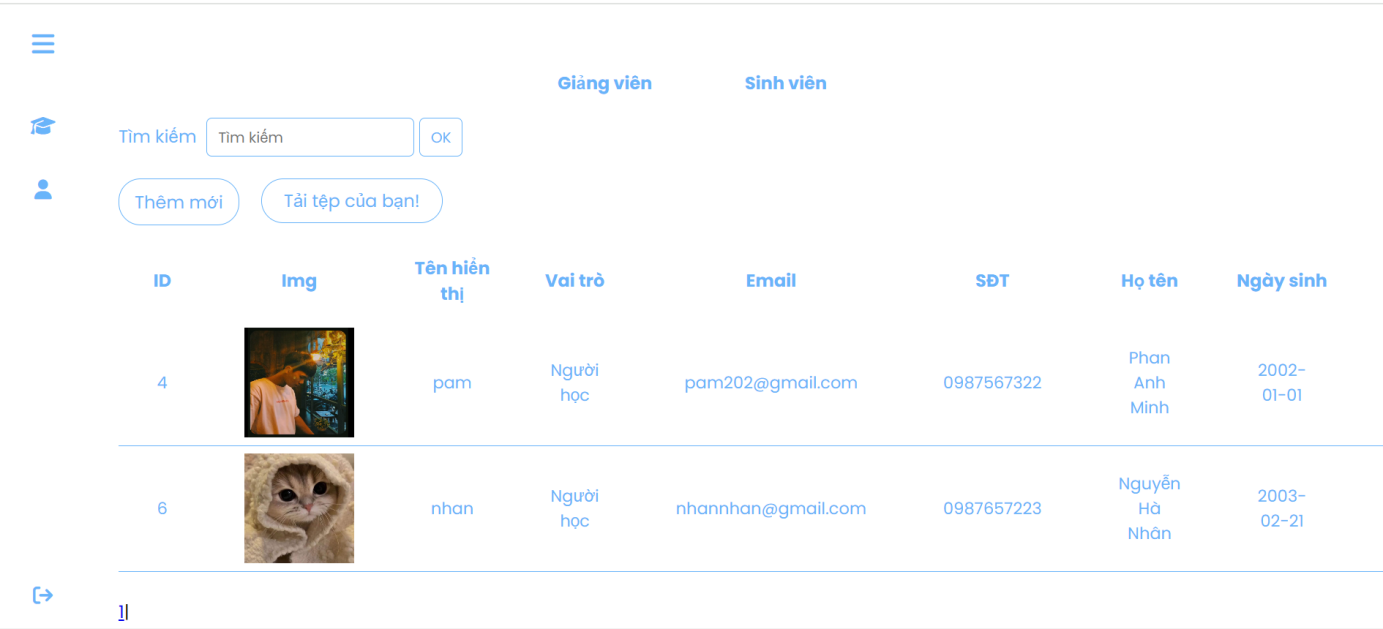 Giảng viên Sinh viên
Tìm kiếm Tìm kiếm OK
Thêm mới Tải tệp của bạn!
ID Img Tên hiển thị Vai trò Email SĐT Họ tên Ngày sinh
4 pam Người học pam202@gmail.com 0987567322 Phan Anh Minh 2002-01-01
6 nhan Người học nhannhan@gmail.com 0987657223 Nguyễn Hà Nhân 2003-02-21
1|